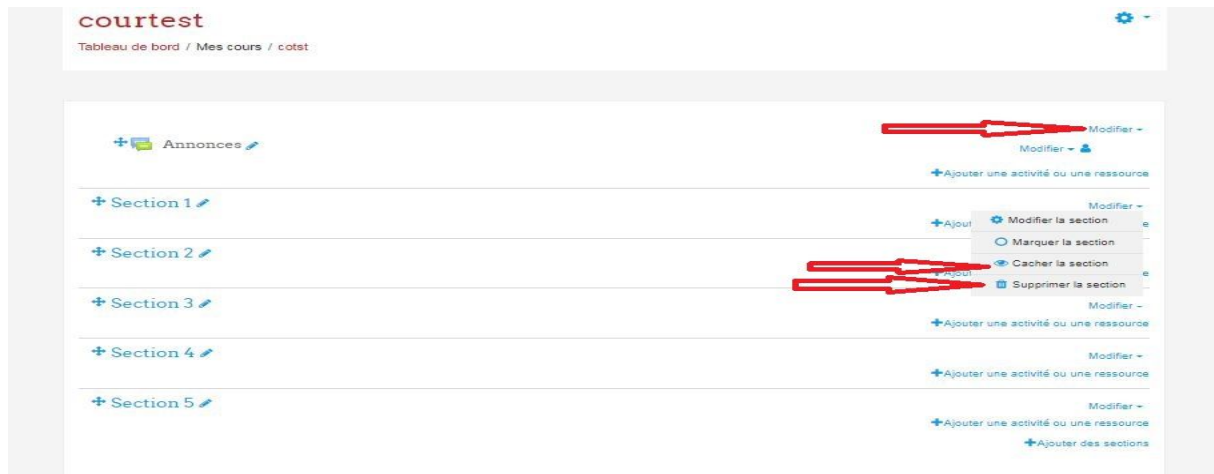 courtest
Tableau de bord / Mes cours / cotst
Modifier
Annonces
Modifier
Ajouter une activité ou une ressource
Section 1
Modifier
Ajout
e
Modifier la section
Marquer la section
Cacher la section
Supprimer la section
Section 2
Ajout
e
Section 3
Modifier
Ajouter une activité ou une ressource
Section 4
Modifier
Ajouter une activité ou une ressource
Section 5
Modifier
Ajouter une activité ou une ressource
Ajouter des sections